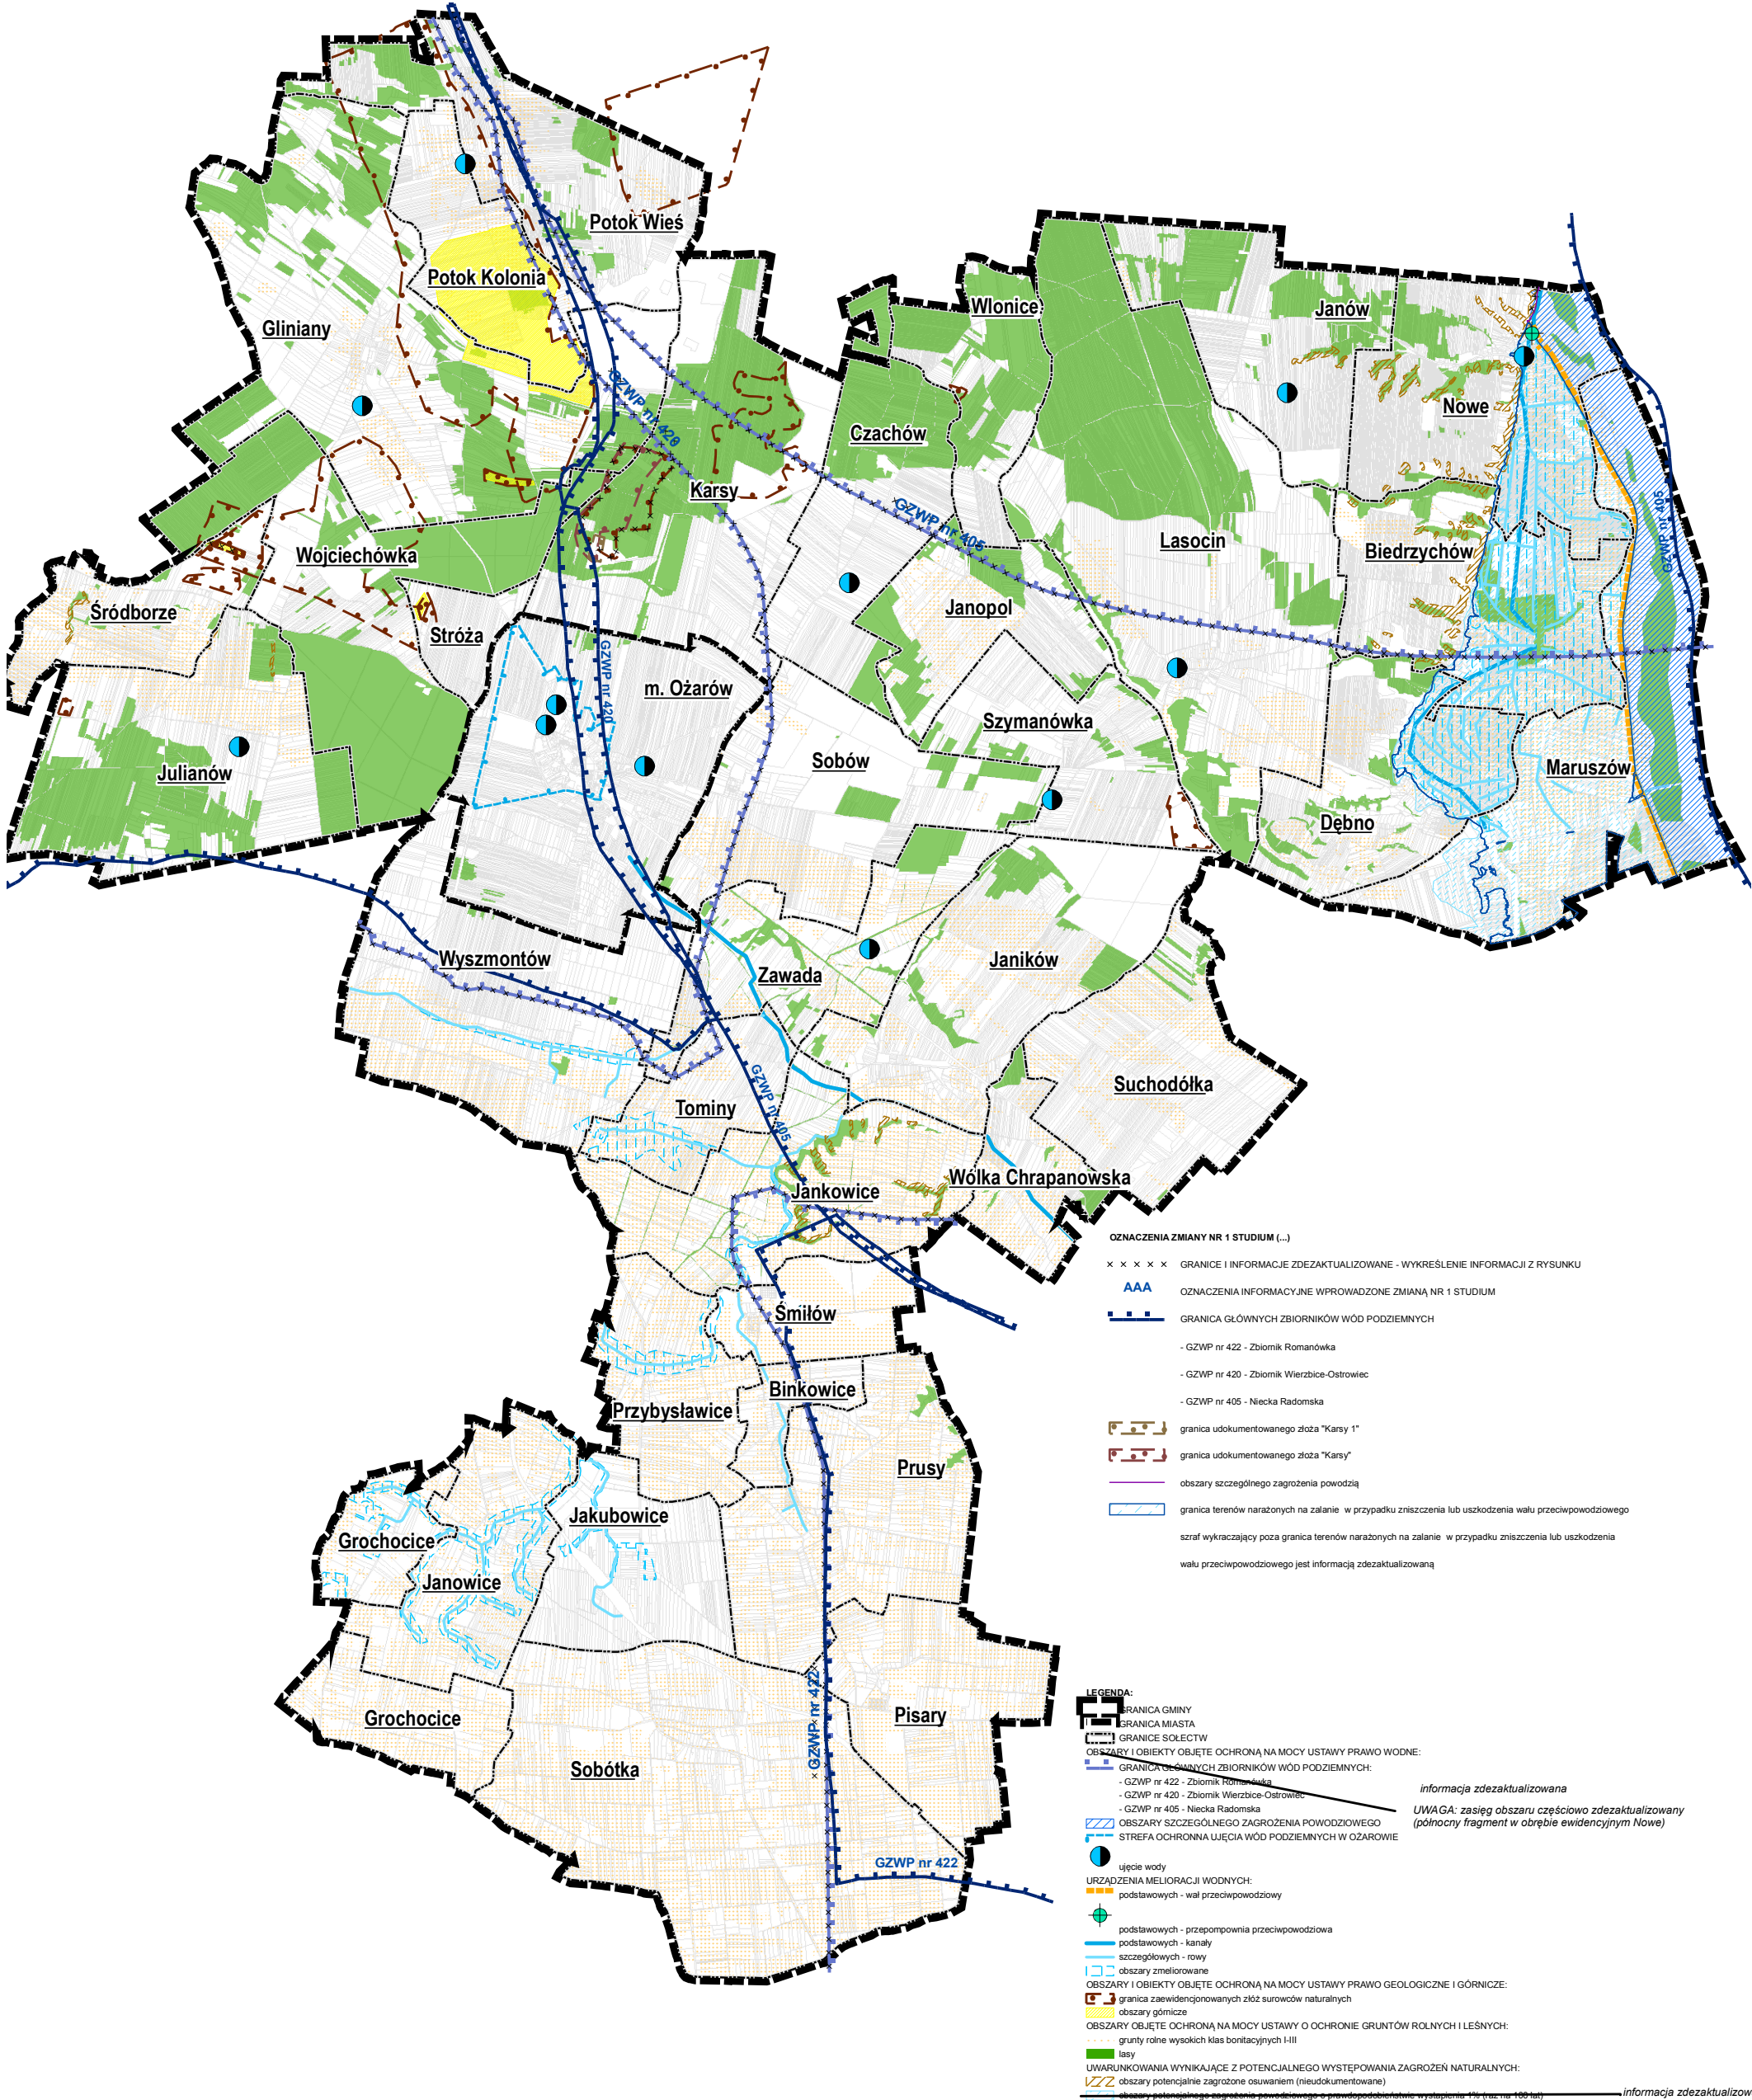 Potok Wieś
Potok Kolonia
Gliniany
Wlonice
Janów
GZWP nr 420
Nowe
Czachów
Karsy
GZWP nr 405
GZWP nr 405
Lasocin
Biedrzychów
Wojciechówka
Śródborze
Janopol
Stróża
GZWP nr 420
m. Ożarów
Szymanówka
Sobów
Maruszów
Julianów
Dębno
Wyszmontów
Zawada
Janików
Suchodółka
GZWP nr 405
Tominy
Wólka Chrapanowska
Jankowice
Śmiłów
Binkowice
Przybysławice
Prusy
Jakubowice
Grochocice
Janowice
GZWP nr 422
Pisary
Grochocice
Sobótka
GZWP nr 422
OZNACZENIA ZMIANY NR 1 STUDIUM (...)
GRANICE I INFORMACJE ZDEZAKTUALIZOWANE - WYKREŚLENIE INFORMACJI Z RYSUNKU
AAA OZNACZENIA INFORMACYJNE WPROWADZONE ZMIANĄ NR 1 STUDIUM
GRANICA GŁÓWNYCH ZBIORNIKÓW WÓD PODZIEMNYCH
- GZWP nr 422 - Zbiornik Romanówka
- GZWP nr 420 - Zbiornik Wierzbice-Ostrowiec
- GZWP nr 405 - Niecka Radomska
granica udokumentowanego złoża "Karsy 1"
granica udokumentowanego złoża "Karsy"
obszary szczególnego zagrożenia powodzią
granica terenów narażonych na zalanie w przypadku zniszczenia lub uszkodzenia wału przeciwpowodziowego
szraf wykraczający poza granica terenów narażonych na zalanie w przypadku zniszczenia lub uszkodzenia
wału przeciwpowodziowego jest informacją zdezaktualizowaną
LEGENDA:
GRANICA GMINY
GRANICA MIASTA
GRANICE SOŁECTW
OBSZARY I OBIEKTY OBJĘTE OCHRONĄ NA MOCY USTAWY PRAWO WODNE:
GRANICA GŁÓWNYCH ZBIORNIKÓW WÓD PODZIEMNYCH:
- GZWP nr 422 - Zbiornik Romanówka
- GZWP nr 420 - Zbiornik Wierzbice-Ostrowiec
- GZWP nr 405 - Niecka Radomska
informacja zdezaktualizowana
UWAGA: zasięg obszaru częściowo zdezaktualizowany
(północny fragment w obrębie ewidencyjnym Nowe)
OBSZARY SZCZEGÓLNEGO ZAGROŻENIA POWODZIOWEGO
STREFA OCHRONNA UJĘCIA WÓD PODZIEMNYCH W OŻAROWIE
ujęcie wody
URZĄDZENIA MELIORACJI WODNYCH:
podstawowych - wał przeciwpowodziowy
podstawowych - przepompownia przeciwpowodziowa
podstawowych - kanały
szczegółowych - rowy
obszary zmeliorowane
OBSZARY I OBIEKTY OBJĘTE OCHRONĄ NA MOCY USTAWY PRAWO GEOLOGICZNE I GÓRNICZE:
granica zaewidencjonowanych złóż surowców naturalnych
obszary górnicze
OBSZARY OBJĘTE OCHRONĄ NA MOCY USTAWY O OCHRONIE GRUNTÓW ROLNYCH I LEŚNYCH:
grunty rolne wysokich klas bonitacyjnych I-III
lasy
UWARUNKOWANIA WYNIKAJĄCE Z POTENCJALNEGO WYSTĘPOWANIA ZAGROŻEŃ NATURALNYCH:
obszary potencjalnie zagrożone osuwaniem (nieudokumentowane)
obszary potencjalnego zagrożenia powodziowego o prawdopodobieństwie wystąpienia 1% (raz na 100 lat)
informacja zdezaktualizow